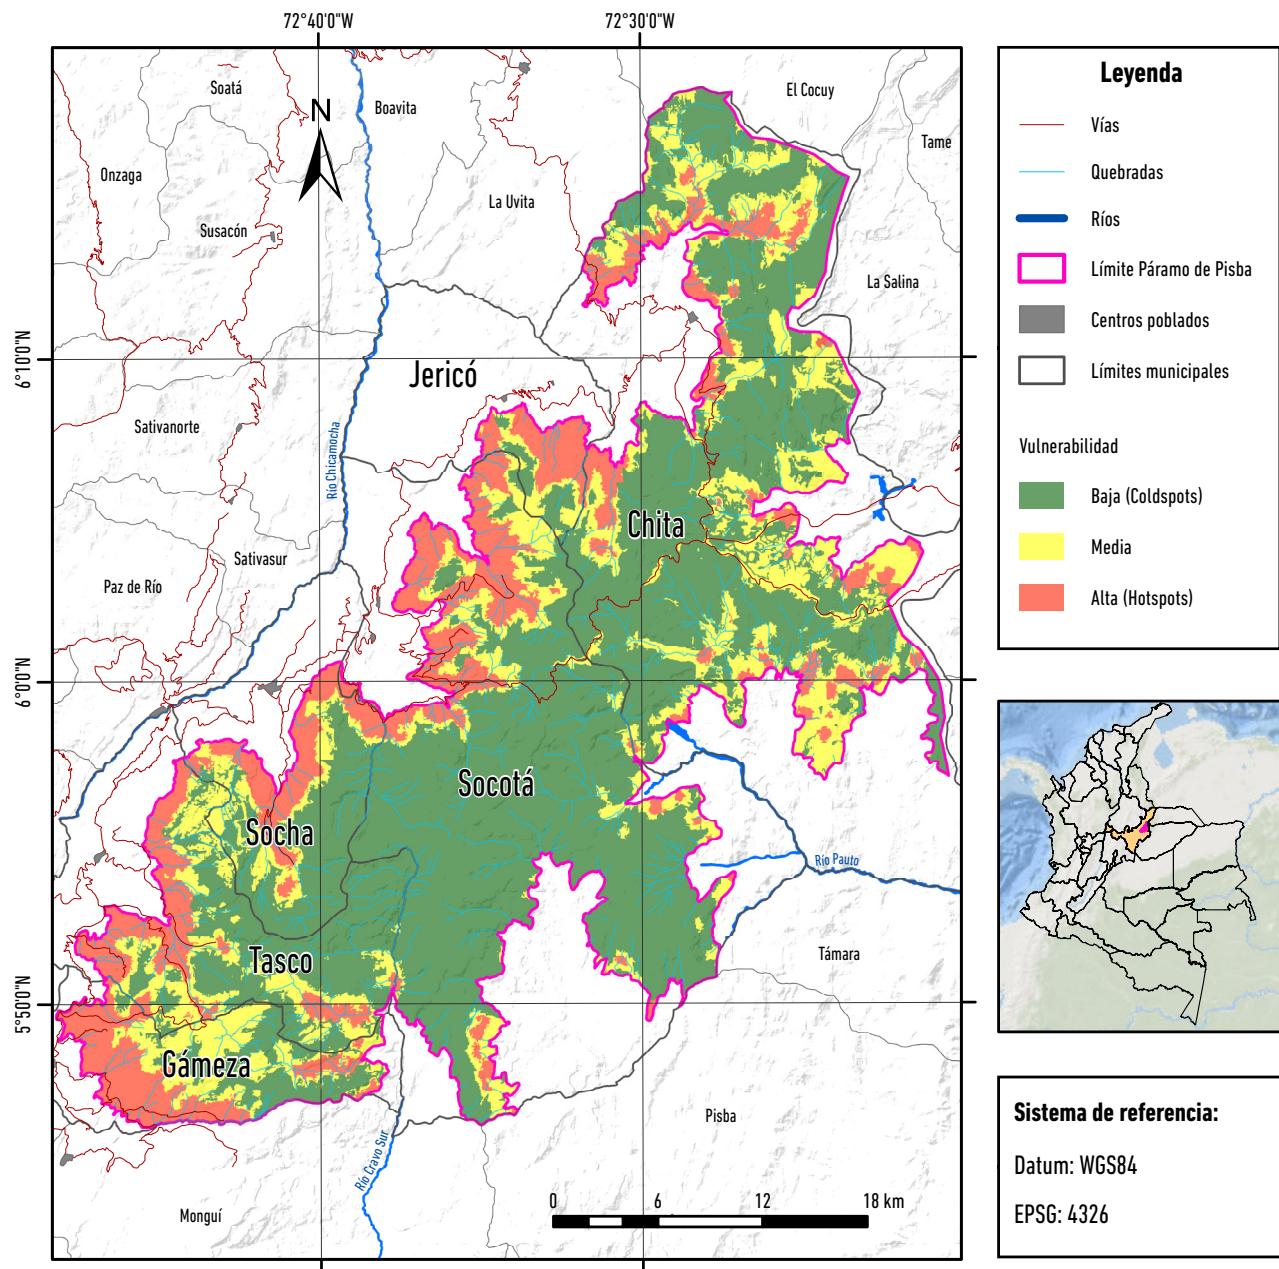 72°40'0"W
72°30'0"W
6°10'0"N
6°0'0"N
5°50'0"N
N
Soatá
Boavita
El Cocuy
Tame
Onzaga
La Uvita
Susacón
La Salina
Jericó
Sativanorte
Río Chicamocha
Chita
Sativasur
Paz de Río
Socotá
Socha
Río Pauto
Tasco
Támara
Gámeza
Pisba
Río Cravo Sur
Monguí
0 6 12 18 km
Leyenda
Vías
Quebradas
Ríos
Límite Páramo de Pisba
Centros poblados
Límites municipales
Vulnerabilidad
Baja (Coldspots)
Media
Alta (Hotspots)
Sistema de referencia:
Datum: WGS84
EPSG: 4326